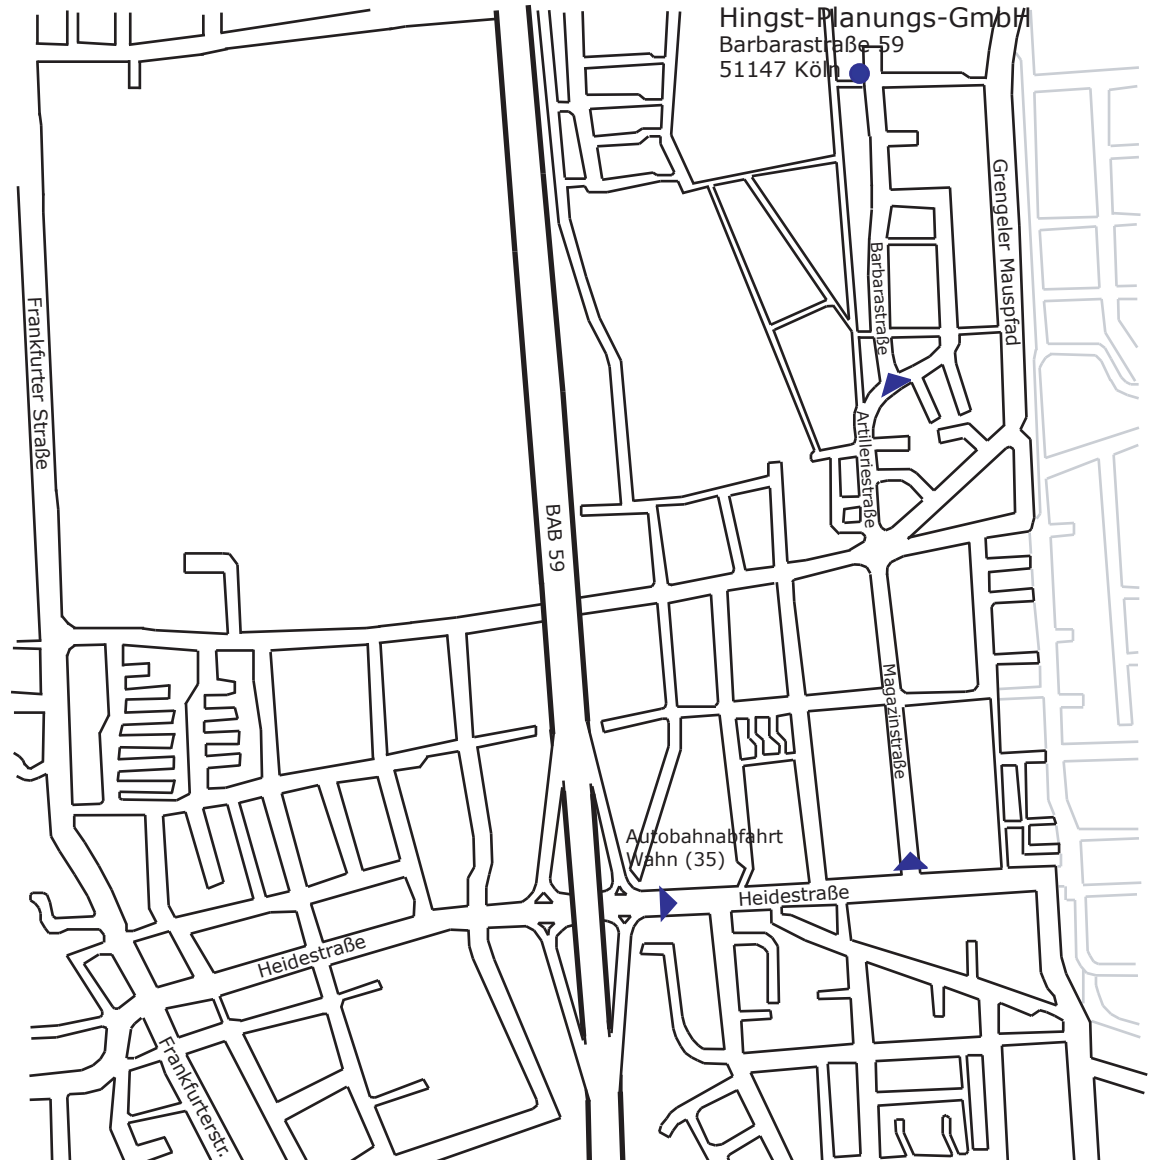 Hingst-Planungs-GmbH
Barbarastraße 59
51147 Köln
Grengeler Mauspfad
Barbarastraße
Frankfurter Straße
Artilleriestraße
BAB 59
Magazinstraße
Autobahnabfahrt
Wahn (35)
Heidestraße
Heidestraße
Frankfurterstr.